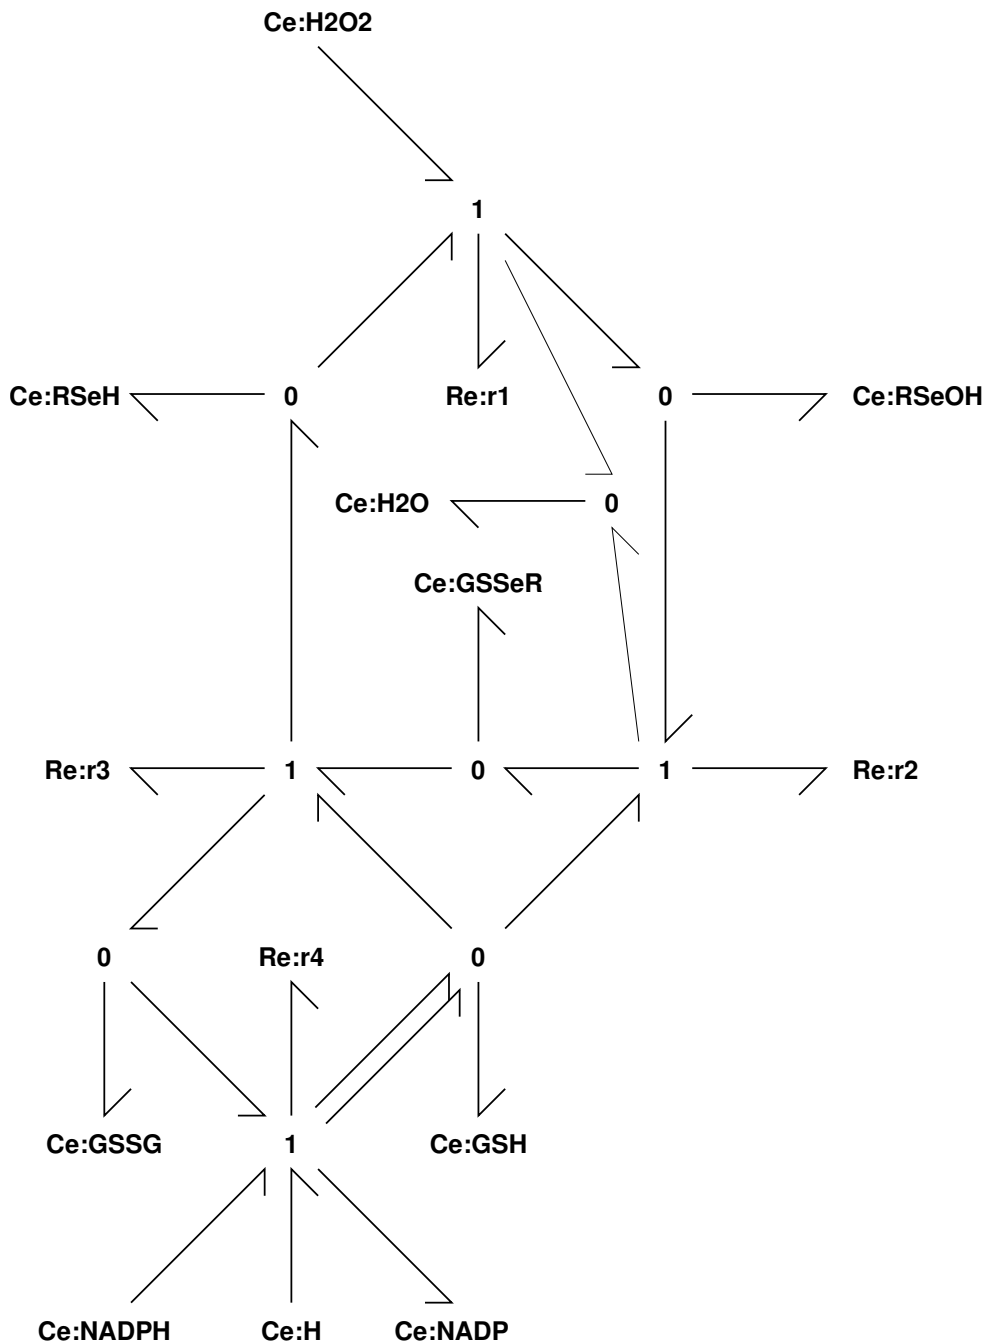 Ce:H2O2
1
Ce:RSeH 0 Re:r1 0 Ce:RSeOH
Ce:H2O 0
Ce:GSSeR
Re:r3 1 0 1 Re:r2
0 Re:r4 0
Ce:GSSG 1 Ce:GSH
Ce:NADPH Ce:H Ce:NADP